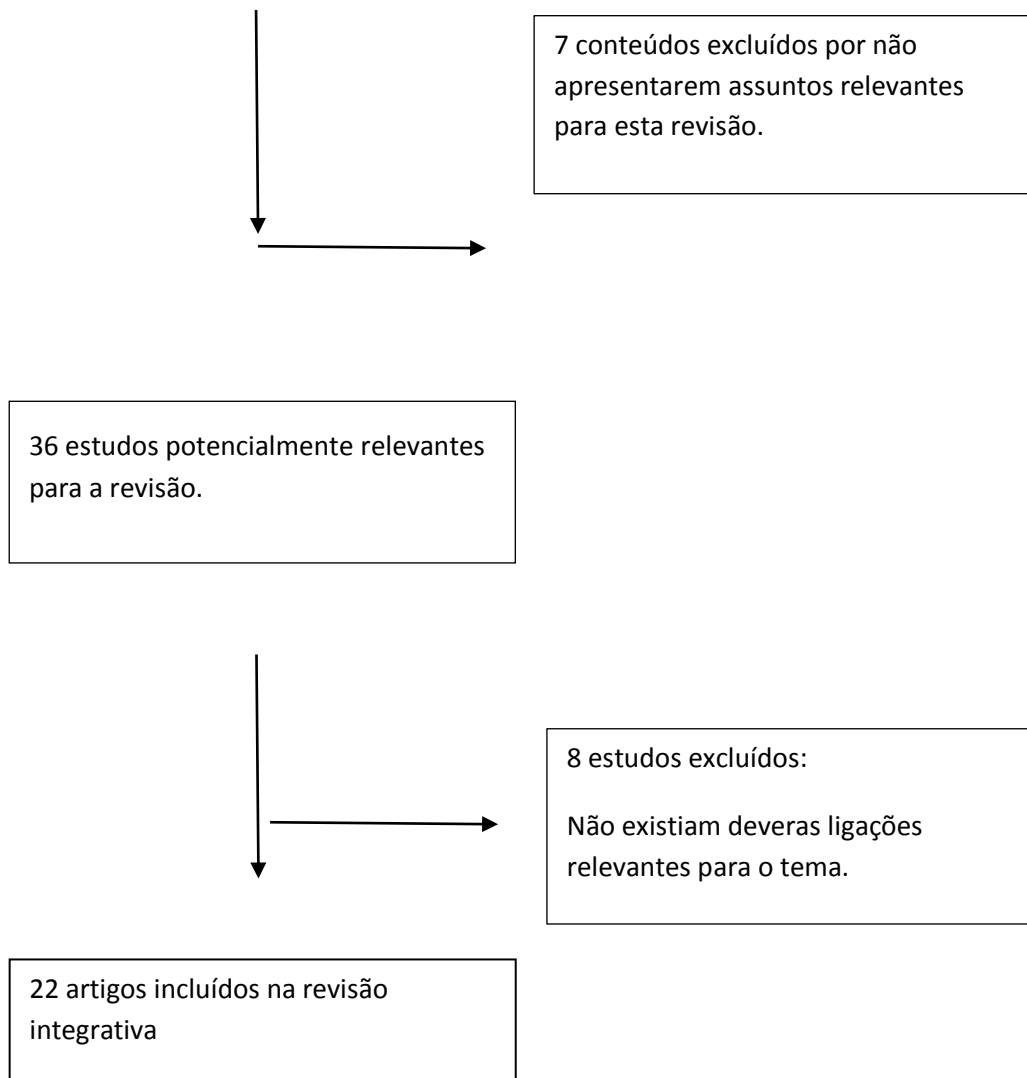 7 conteúdos excluídos por não
apresentarem assuntos relevantes
para esta revisão.
36 estudos potencialmente relevantes
para a revisão.
8 estudos excluídos:
Não existiam deveras ligações
relevantes para o tema.
22 artigos incluídos na revisão
integrativa